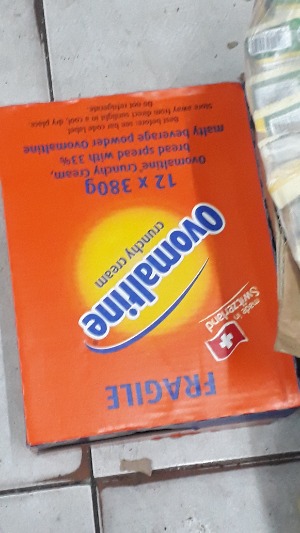 FRAGILE
made in
Switzerland
Ovomaltine
crunchy cream
12 x 380g
Ovomaltine Crunchy Cream,
bread spread with 33%
malty beverage powder Ovomaltine
Best before: see bar code label.
Store away from direct sunlight in a cool, dry place.
Do not refrigerate.